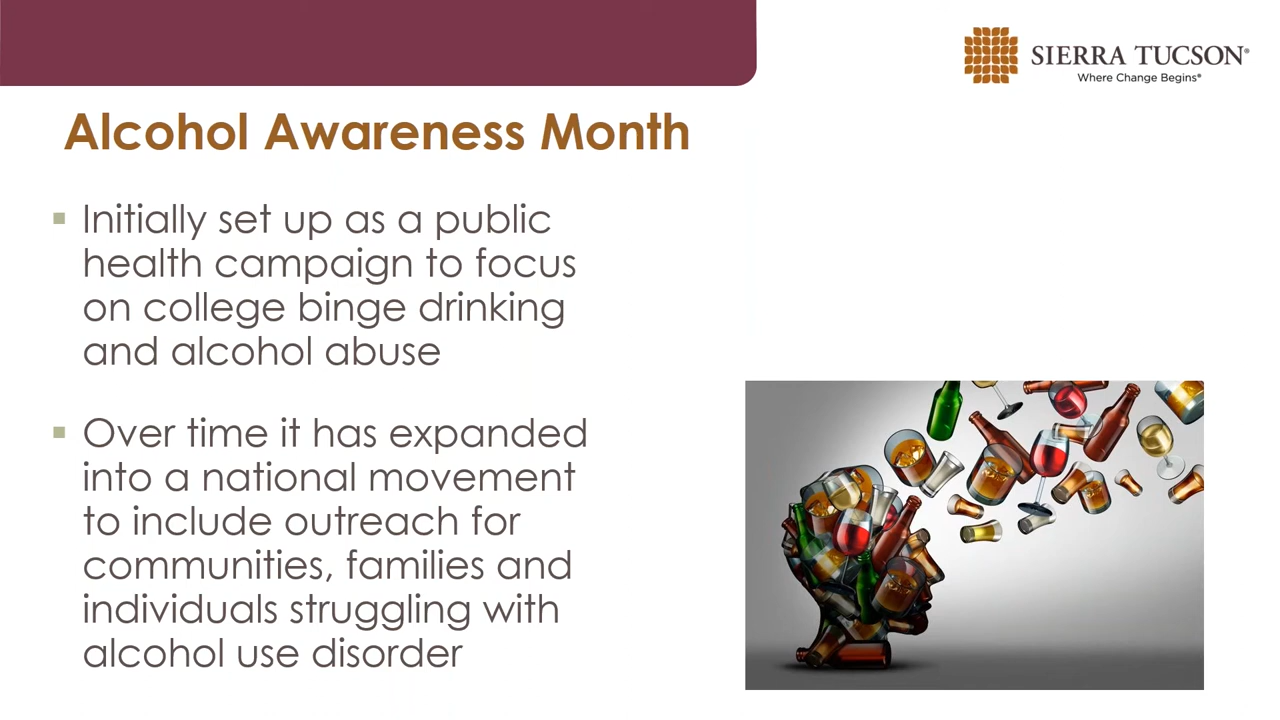 SIERRA TUCSON®
Where Change Begins®
Alcohol Awareness Month
▪ Initially set up as a public
health campaign to focus
on college binge drinking
and alcohol abuse
▪ Over time it has expanded
into a national movement
to include outreach for
communities, families and
individuals struggling with
alcohol use disorder